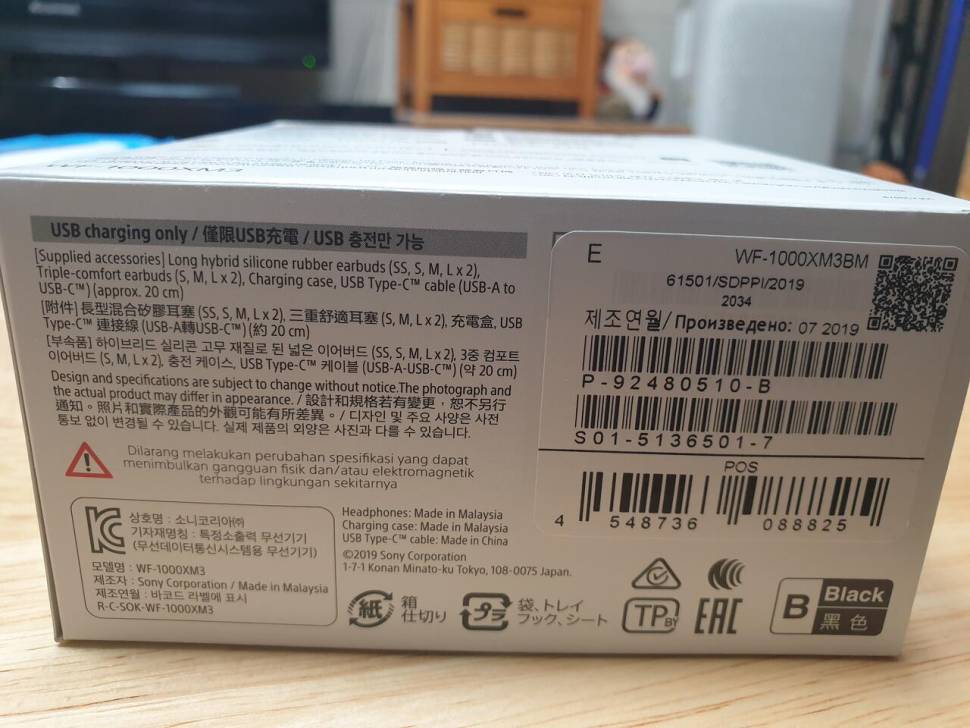 USB charging only / 僅限USB充電 / USB 충전만 가능
[Supplied accessories] Long hybrid silicone rubber earbuds (SS, S, M, L x 2),
Triple-comfort earbuds (S, M, L x 2), Charging case, USB Type-C™ cable (USB-A to
USB-C™) (approx. 20 cm)
[附件] 長型混合矽膠耳塞 (SS, S, M, L x 2), 三重舒適耳塞 (S, M, L x 2), 充電盒, USB
Type-C™ 連接線 (USB-A轉USB-C™) (約 20 cm)
[부속품] 하이브리드 실리콘 고무 재질로 된 넓은 이어버드 (SS, S, M, L x 2), 3중 컴포트
이어버드 (S, M, L x 2), 충전 케이스, USB Type-C™ 케이블 (USB-A-USB-C™) (약 20 cm)
Design and specifications are subject to change without notice.The photograph and
the actual product may differ in appearance. / 設計和規格若有變更，恕不另行
通知。照片和實際產品的外觀可能有所差異。/ 디자인 및 주요 사양은 사전
통보 없이 변경될 수 있습니다. 실제 제품의 외양은 사진과 다를 수 있습니다.
Dilarang melakukan perubahan spesifikasi yang dapat
menimbulkan gangguan fisik dan/atau elektromagnetik
terhadap lingkungan sekitarnya
상호명 : 소니코리아㈜
기자재명칭 : 특정소출력 무선기기
(무선데이터통신시스템용 무선기기)
모델명 : WF-1000XM3
제조자 : Sony Corporation / Made in Malaysia
제조연월 : 바코드 라벨에 표시
R-C-SOK-WF-1000XM3
Headphones: Made in Malaysia
Charging case: Made in Malaysia
USB Type-C™ cable: Made in China
©2019 Sony Corporation
1-7-1 Konan Minato-ku Tokyo, 108-0075 Japan.
紙 箱
仕切り
プラ 袋、トレイ
フック、シート
E WF-1000XM3BM
61501/SDPPI/2019
2034
제조연월/Произведено: 07 2019
P-92480510-B
S01-5136501-7
POS
4 548736 088825
TP BY
EAC
B Black
黑色